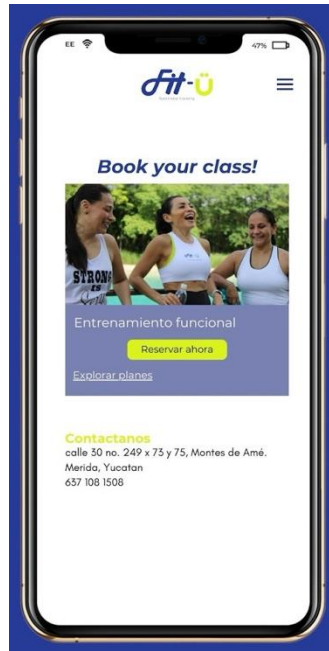 EE
47%
Fit-Ü
Book your class!
STRONG
IS
Entrenamiento funcional
Reservar ahora
Explorar planes
Contactanos
calle 30 no. 249 x 73 y 75, Montes de Amé.
Merida, Yucatan
637 108 1508